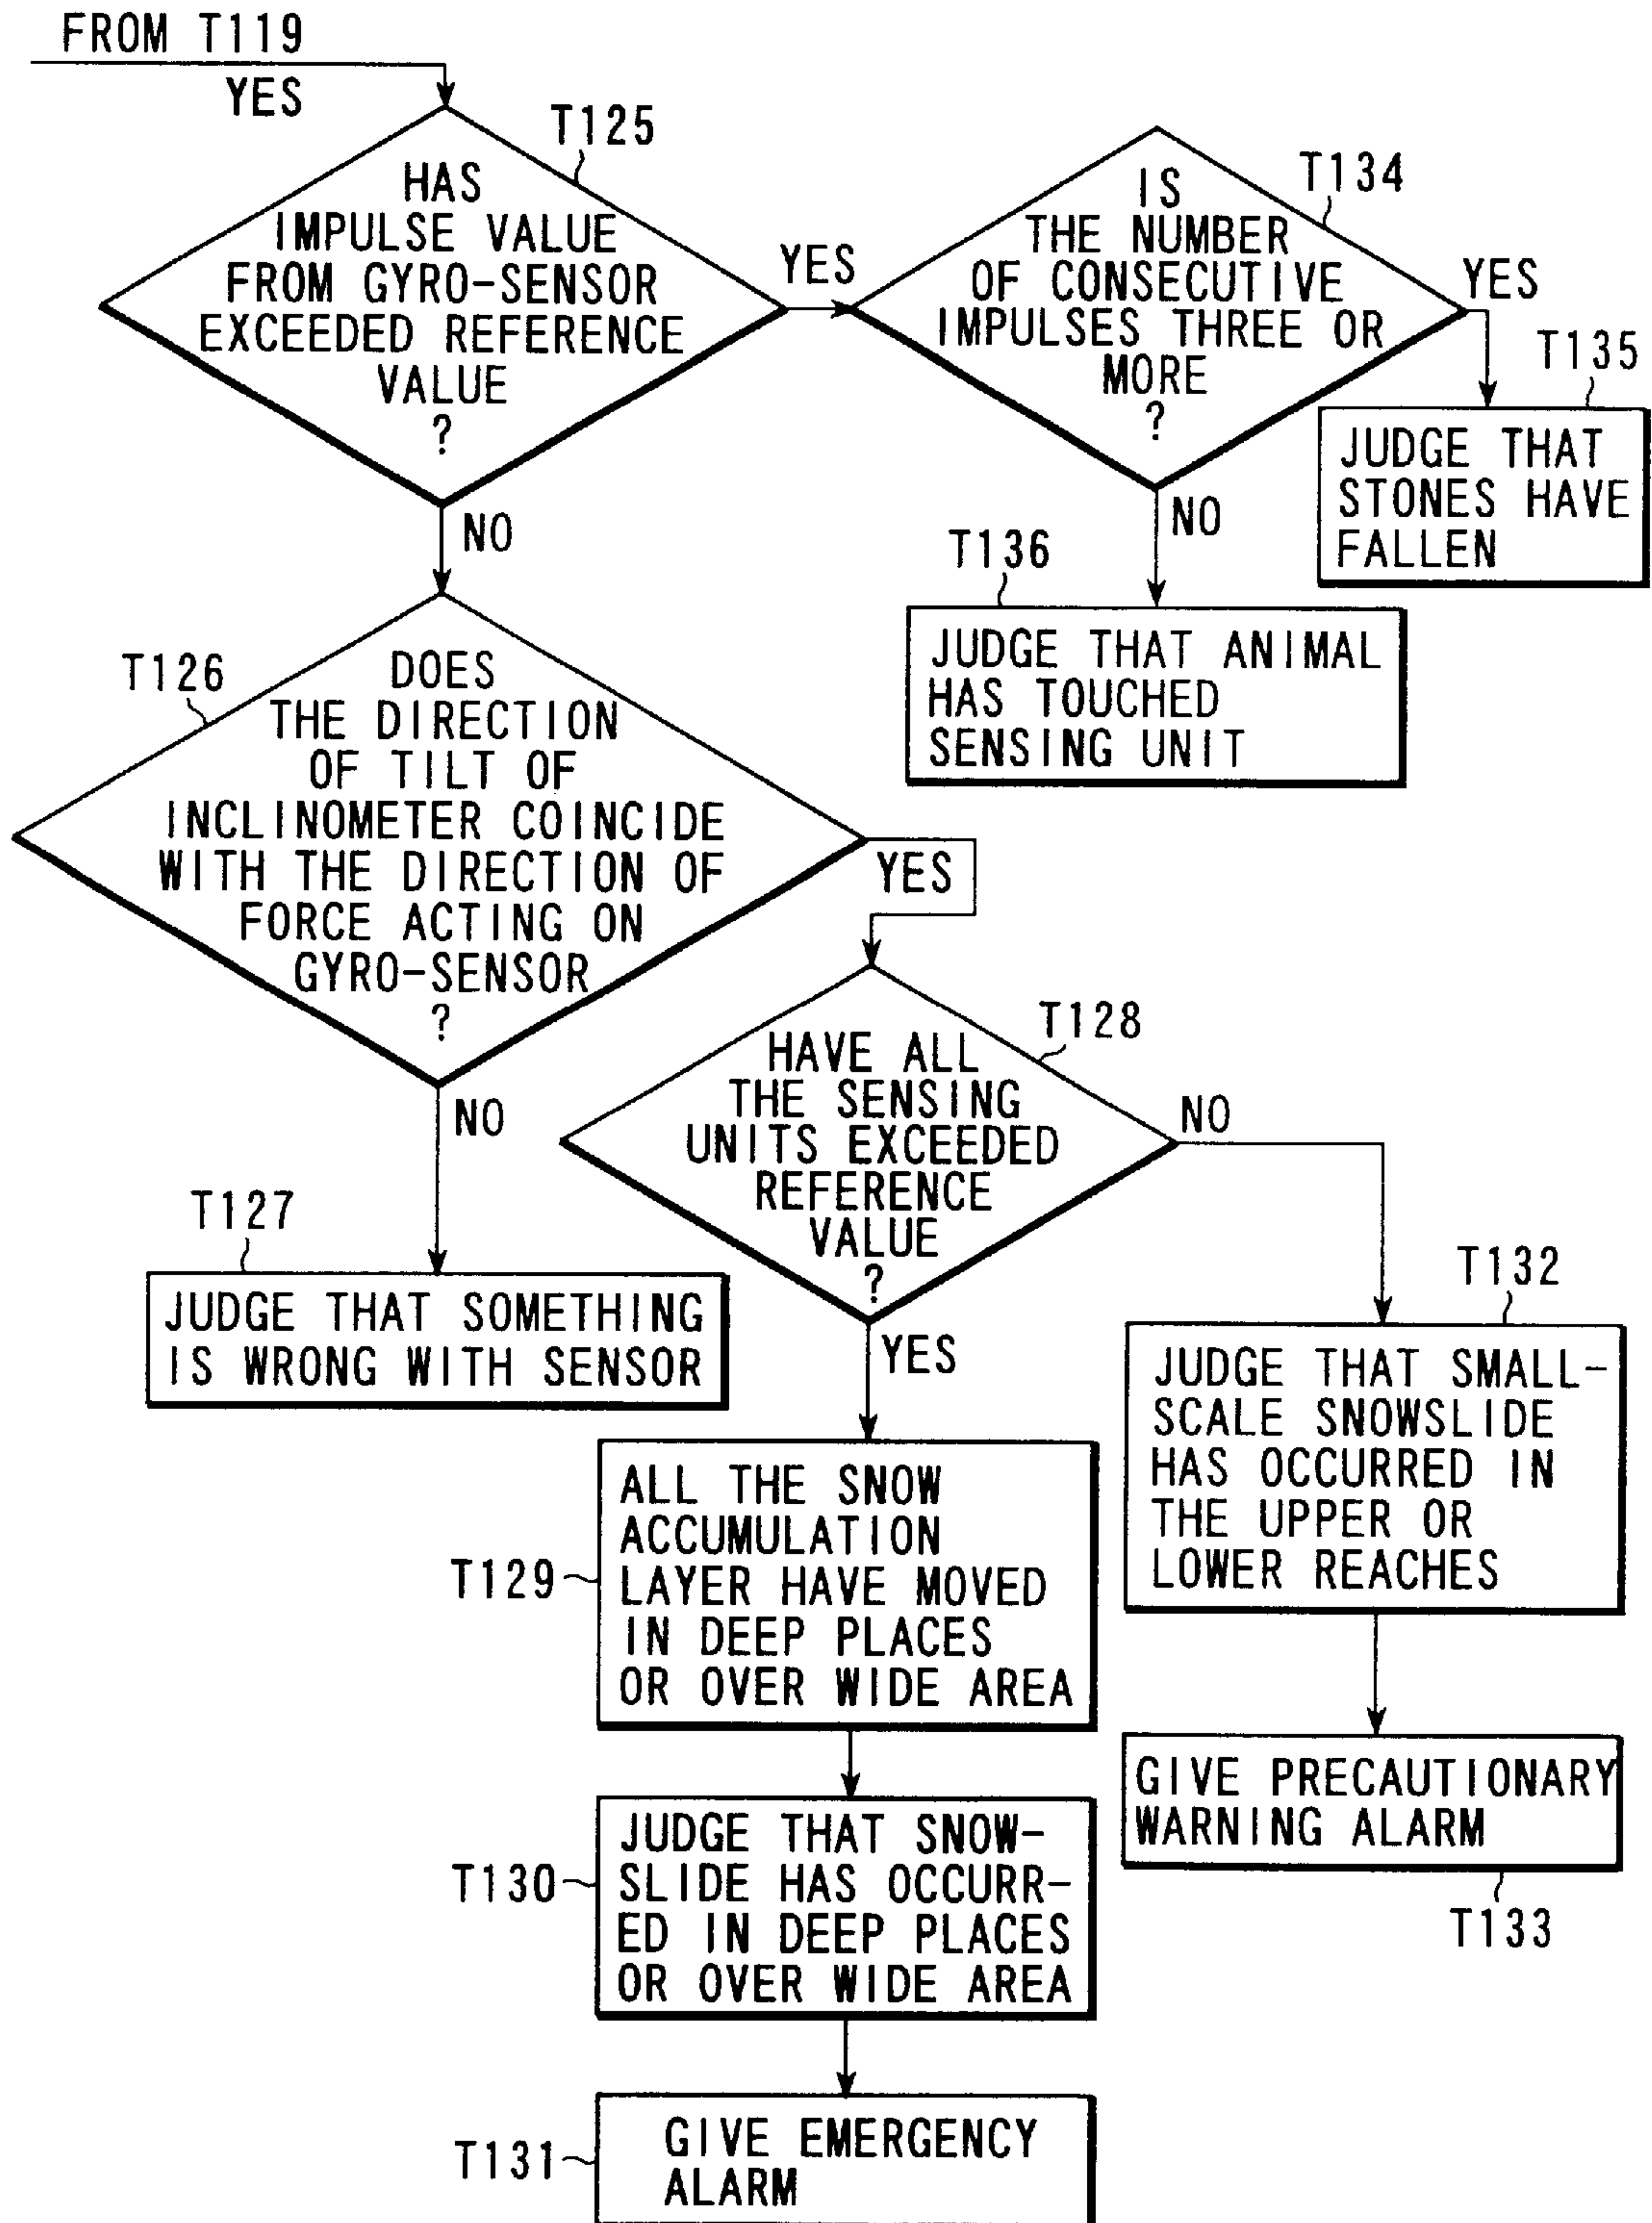 FROM T119
YES
T125
HAS
IMPULSE VALUE
FROM GYRO-SENSOR
EXCEEDED REFERENCE
VALUE
?
YES
NO
T134
IS
THE NUMBER
OF CONSECUTIVE
IMPULSES THREE OR
MORE
?
YES
NO
T135
JUDGE THAT
STONES HAVE
FALLEN
T136
JUDGE THAT ANIMAL
HAS TOUCHED
SENSING UNIT
T126
DOES
THE DIRECTION
OF TILT OF
INCLINOMETER COINCIDE
WITH THE DIRECTION OF
FORCE ACTING ON
GYRO-SENSOR
?
YES
NO
T127
JUDGE THAT SOMETHING
IS WRONG WITH SENSOR
T128
HAVE ALL
THE SENSING
UNITS EXCEEDED
REFERENCE
VALUE
?
NO
YES
T129
ALL THE SNOW
ACCUMULATION
LAYER HAVE MOVED
IN DEEP PLACES
OR OVER WIDE AREA
T130
JUDGE THAT SNOW-
SLIDE HAS OCCURR-
ED IN DEEP PLACES
OR OVER WIDE AREA
T131
GIVE EMERGENCY
ALARM
T132
JUDGE THAT SMALL-
SCALE SNOWSLIDE
HAS OCCURRED IN
THE UPPER OR
LOWER REACHES
GIVE PRECAUTIONARY
WARNING ALARM
T133